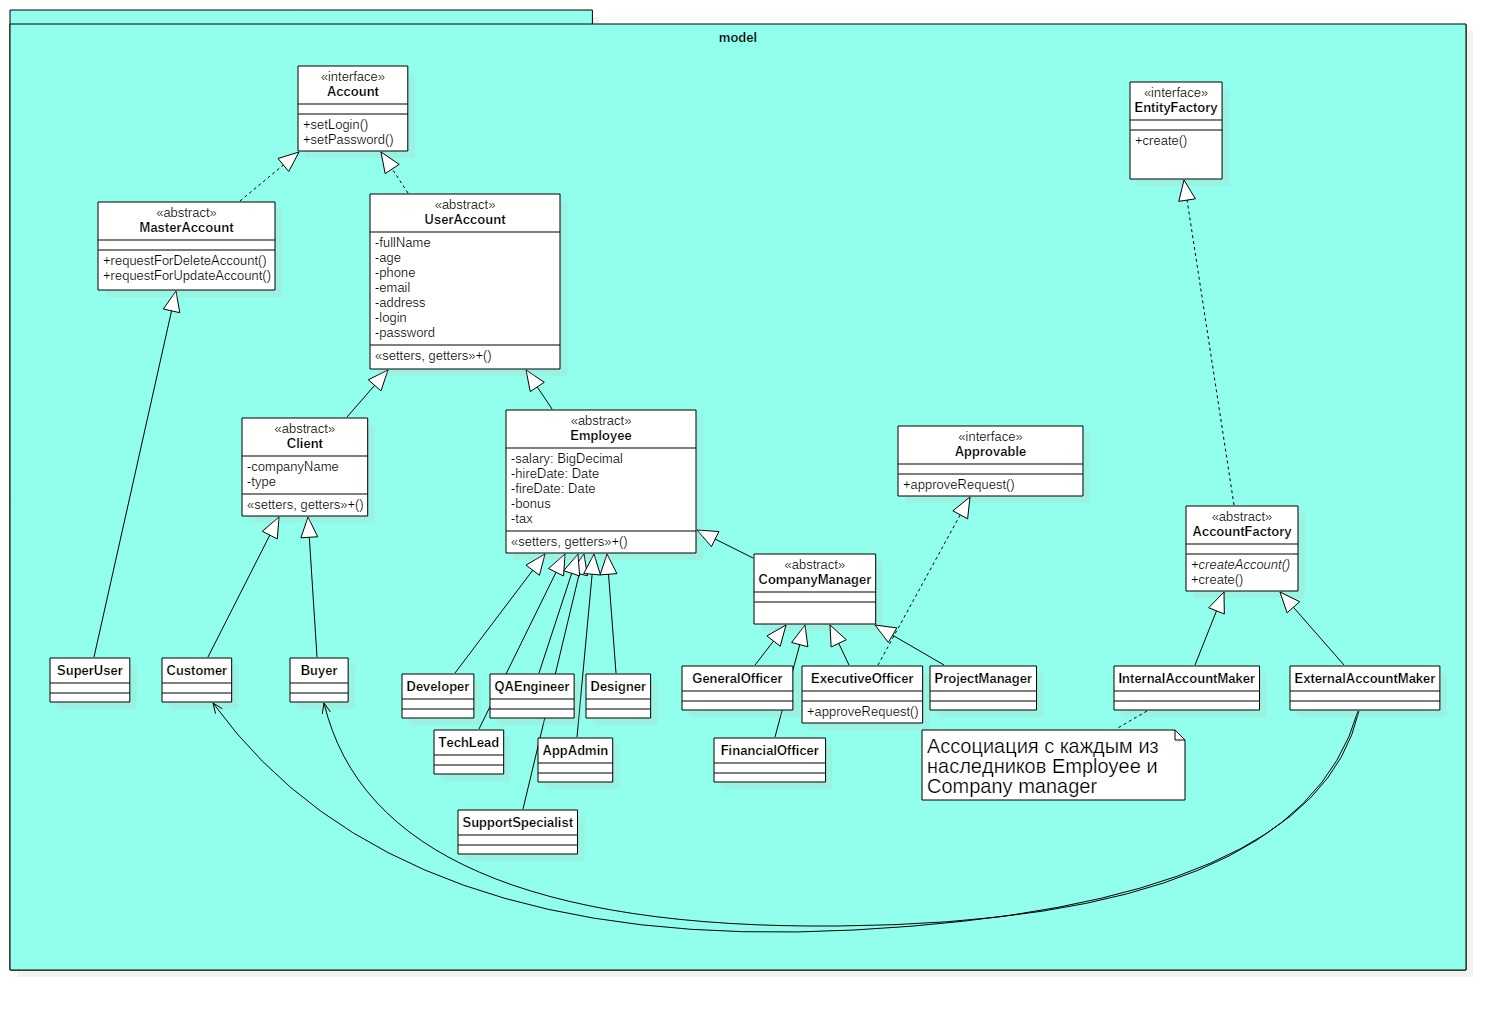 model
«interface»
Account
+setLogin()
+setPassword()
«interface»
EntityFactory
+create()
«abstract»
MasterAccount
+requestForDeleteAccount()
+requestForUpdateAccount()
«abstract»
UserAccount
-fullName
-age
-phone
-email
-address
-login
-password
«setters, getters»+()
«abstract»
Client
-companyName
-type
«setters, getters»+()
«abstract»
Employee
-salary: BigDecimal
-hireDate: Date
-fireDate: Date
-bonus
-tax
«setters, getters»+()
«interface»
Approvable
+approveRequest()
«abstract»
CompanyManager
«abstract»
AccountFactory
+createAccount()
+create()
SuperUser
Customer
Buyer
Developer
QAEngineer
Designer
TechLead
AppAdmin
SupportSpecialist
GeneralOfficer
ExecutiveOfficer
+approveRequest()
ProjectManager
FinancialOfficer
InternalAccountMaker
ExternalAccountMaker
Ассоциация с каждым из
наследников Employee и
Company manager